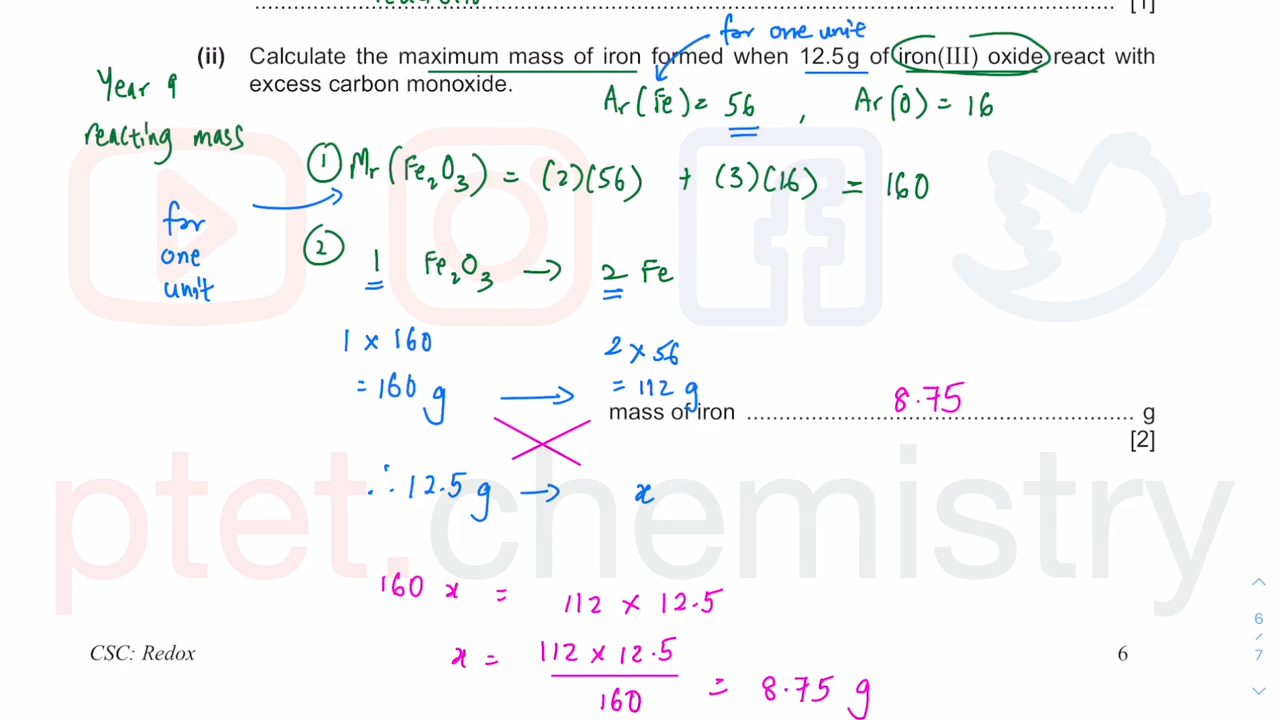 [1]
for one unit
(ii) Calculate the maximum mass of iron formed when 12.5 g of iron(III) oxide react with
excess carbon monoxide.
Ar(Fe) = 56 , Ar(O) = 16
Year 9
reacting mass
① Mr (Fe₂O₃) = (2)(56) + (3)(16) = 160
for
one
unit
② 1 Fe₂O₃ → 2 Fe
1 × 160 2 × 56
= 160 g → = 112 g
mass of iron 8.75 g
[2]
∴ 12.5 g → x
ptet.chemistry
160 x = 112 × 12.5
x = 112 × 12.5
160
= 8.75 g
CSC: Redox 6
6
/
7